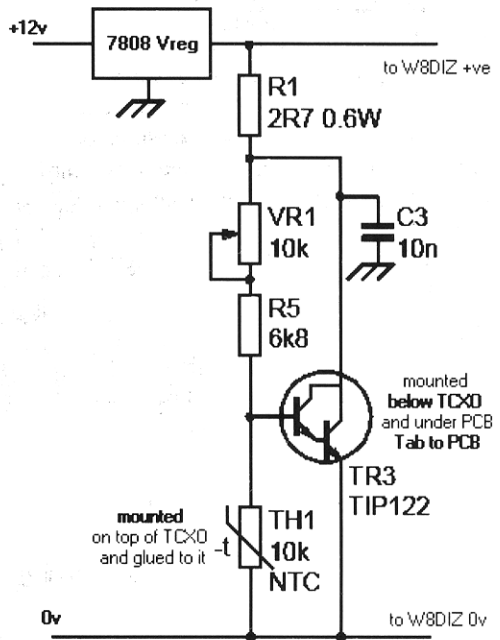 +12v
7808 Vreg
to W8DIZ +ve
R1
2R7 0.6W
VR1
10k
C3
10n
R5
6k8
mounted
below TCXO
and under PCB
Tab to PCB
TR3
TIP122
mounted
on top of TCXO
and glued to it
-t
TH1
10k
NTC
0v
to W8DIZ 0v